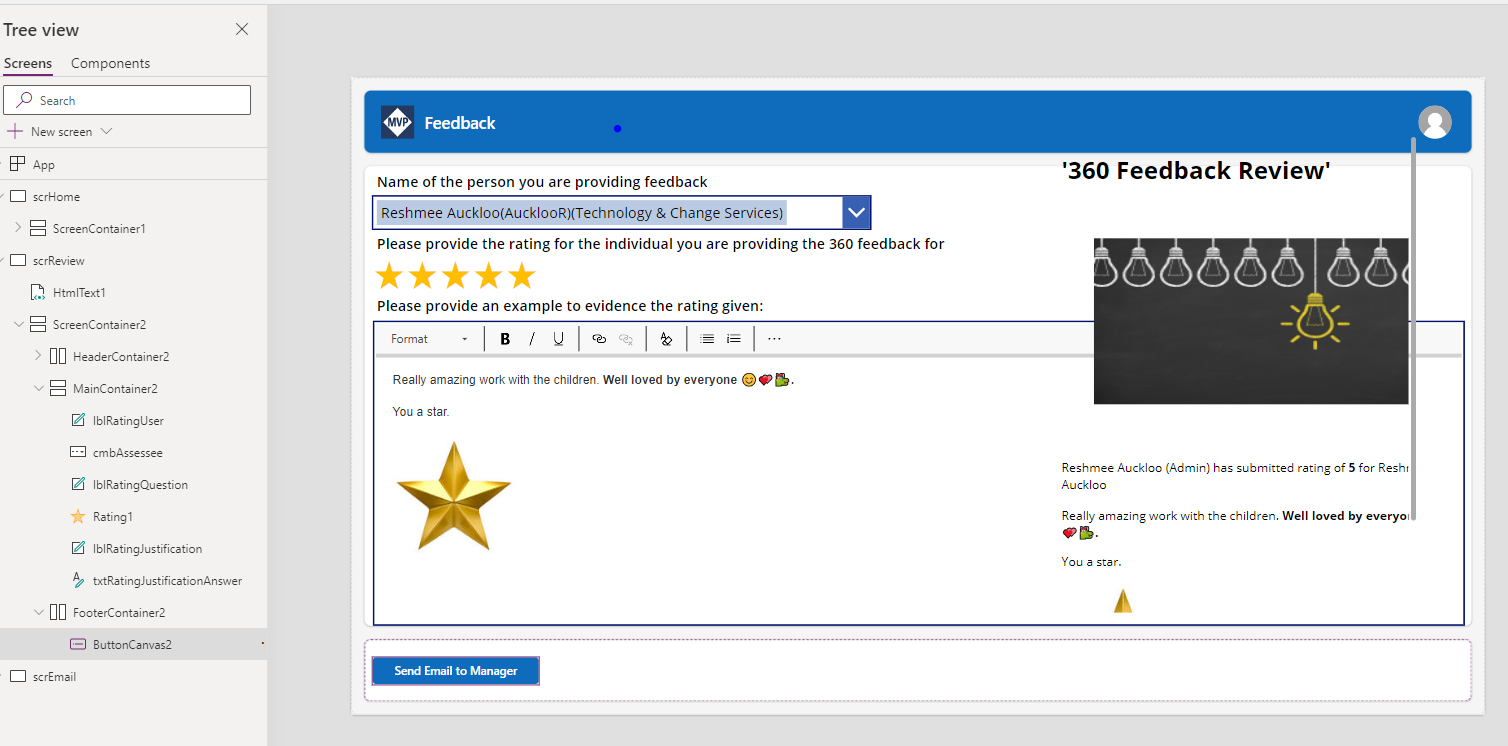 Tree view
Screens Components
Search
New screen
App
scrHome
ScreenContainer1
scrReview
HtmlText1
ScreenContainer2
HeaderContainer2
MainContainer2
lblRatingUser
cmbAssessee
lblRatingQuestion
Rating1
lblRatingJustification
txtRatingJustificationAnswer
FooterContainer2
ButtonCanvas2
scrEmail
MVP Feedback
Name of the person you are providing feedback
Reshmee Auckloo(AucklooR)(Technology & Change Services)
Please provide the rating for the individual you are providing the 360 feedback for
Please provide an example to evidence the rating given:
Format B I U ...
Really amazing work with the children. Well loved by everyone 😊💕💐.
You a star.
'360 Feedback Review'
Reshmee Auckloo (Admin) has submitted rating of 5 for Reshr
Auckloo
Really amazing work with the children. Well loved by everyo
You a star.
Send Email to Manager